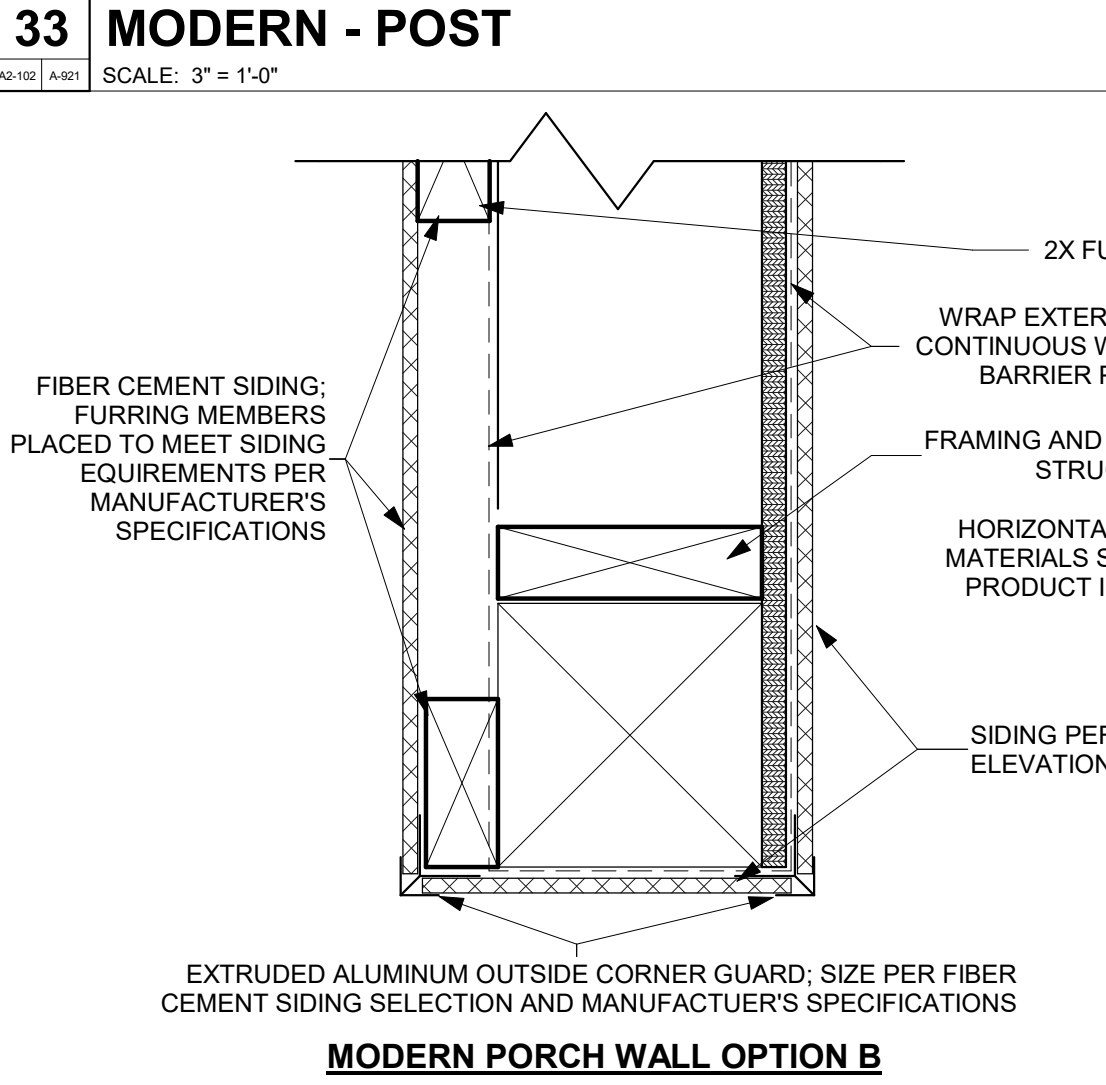 33 MODERN - POST
A2-102 A-921 SCALE: 3" = 1'-0"
2X FU
WRAP EXTER
CONTINUOUS W
BARRIER
FIBER CEMENT SIDING;
FURRING MEMBERS
PLACED TO MEET SIDING
EQUIREMENTS PER
MANUFACTURER'S
SPECIFICATIONS
FRAMING AND
STRU
HORIZONTA
MATERIALS S
PRODUCT I
SIDING PER
ELEVATION
EXTRUDED ALUMINUM OUTSIDE CORNER GUARD; SIZE PER FIBER
CEMENT SIDING SELECTION AND MANUFACTUER'S SPECIFICATIONS
MODERN PORCH WALL OPTION B